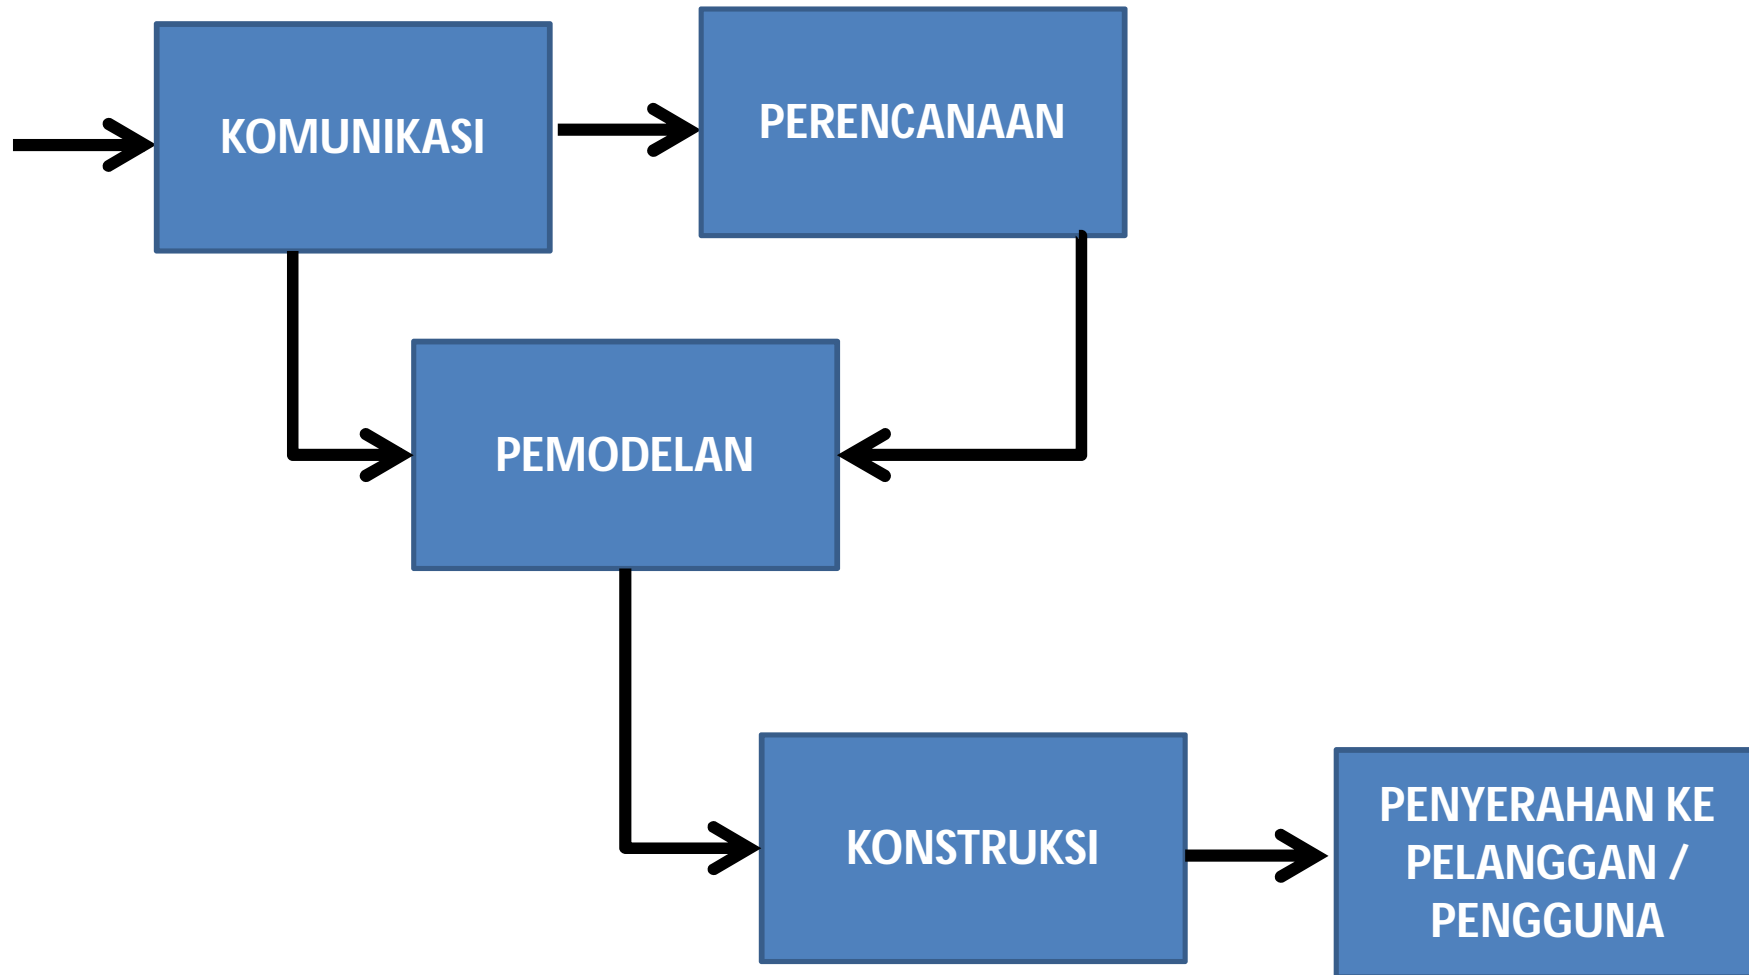 KOMUNIKASI
PERENCANAAN
PEMODELAN
KONSTRUKSI
PENYERAHAN KE
PELANGGAN /
PENGGUNA